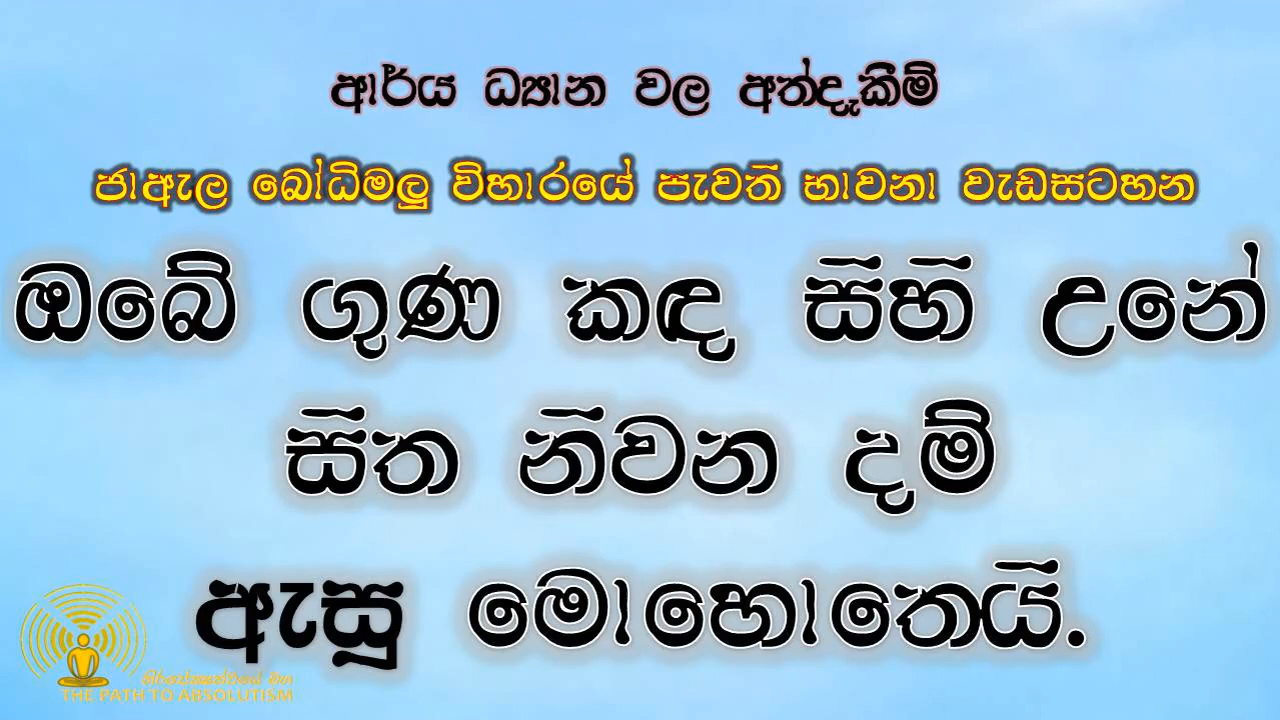 ආර්ය ධ්‍යාන වල අත්දැකීම්
ජාඇල බෝධිමලු විහාරයේ පැවති භාවනා වැඩසටහන
ඔබේ ගුණ කඳ සිහි උනේ
සිත නිවන දම්
ඇසු මොහොතෙයි.
THE PATH TO ABSOLUTISM